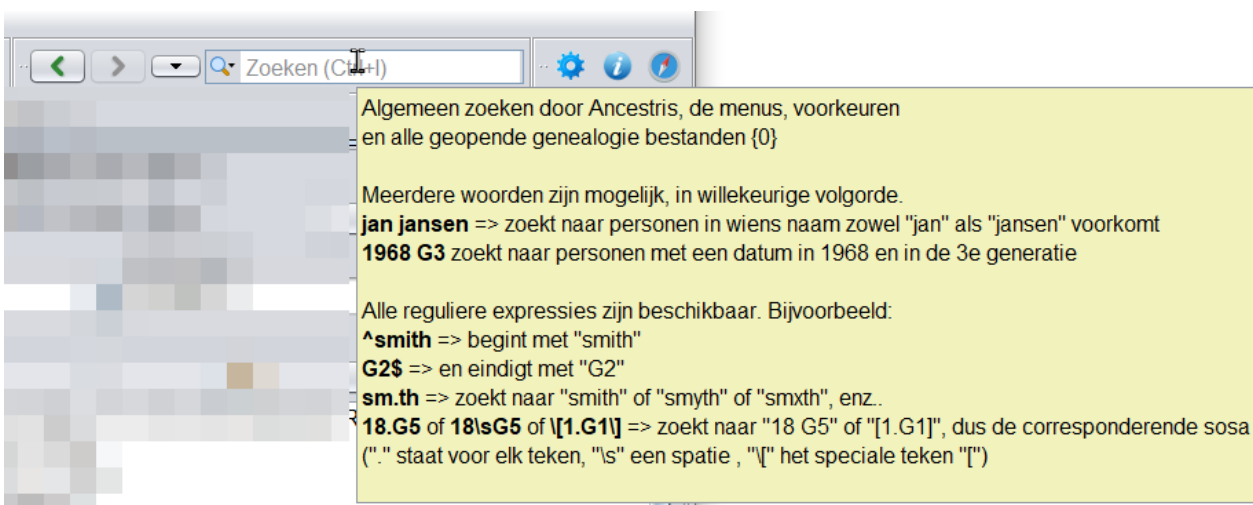 Zoeken (Ctrl+I)
Algemeen zoeken door Ancestris, de menus, voorkeuren
en alle geopende genealogie bestanden {0}
Meerdere woorden zijn mogelijk, in willekeurige volgorde.
jan jansen => zoekt naar personen in wiens naam zowel "jan" als "jansen" voorkomt
1968 G3 zoekt naar personen met een datum in 1968 en in de 3e generatie
Alle reguliere expressies zijn beschikbaar. Bijvoorbeeld:
^smith => begint met "smith"
G2$ => en eindigt met "G2"
sm.th => zoekt naar "smith" of "smyth" of "smxth", enz..
18.G5 of 18\sG5 of \[1.G1\] => zoekt naar "18 G5" of "[1.G1]", dus de corresponderende sosa
("." staat voor elk teken, "\s" een spatie , "\[" het speciale teken "[")